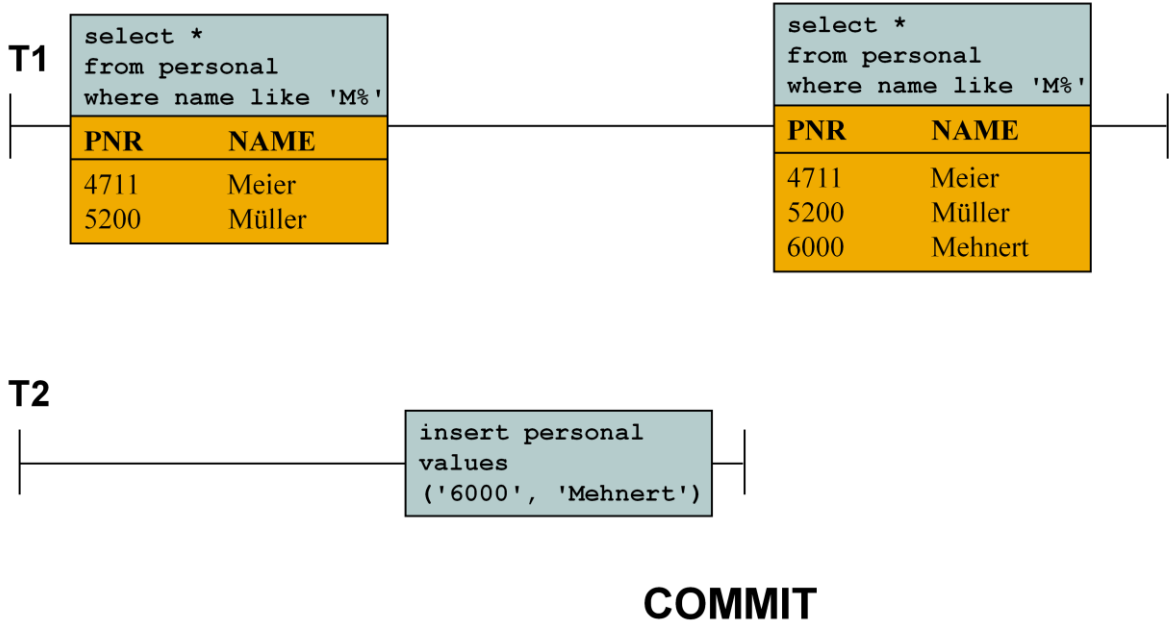 T1
select *
from personal
where name like 'M%'
PNR NAME
4711 Meier
5200 Müller
select *
from personal
where name like 'M%'
PNR NAME
4711 Meier
5200 Müller
6000 Mehnert
T2
insert personal
values
('6000', 'Mehnert')
COMMIT